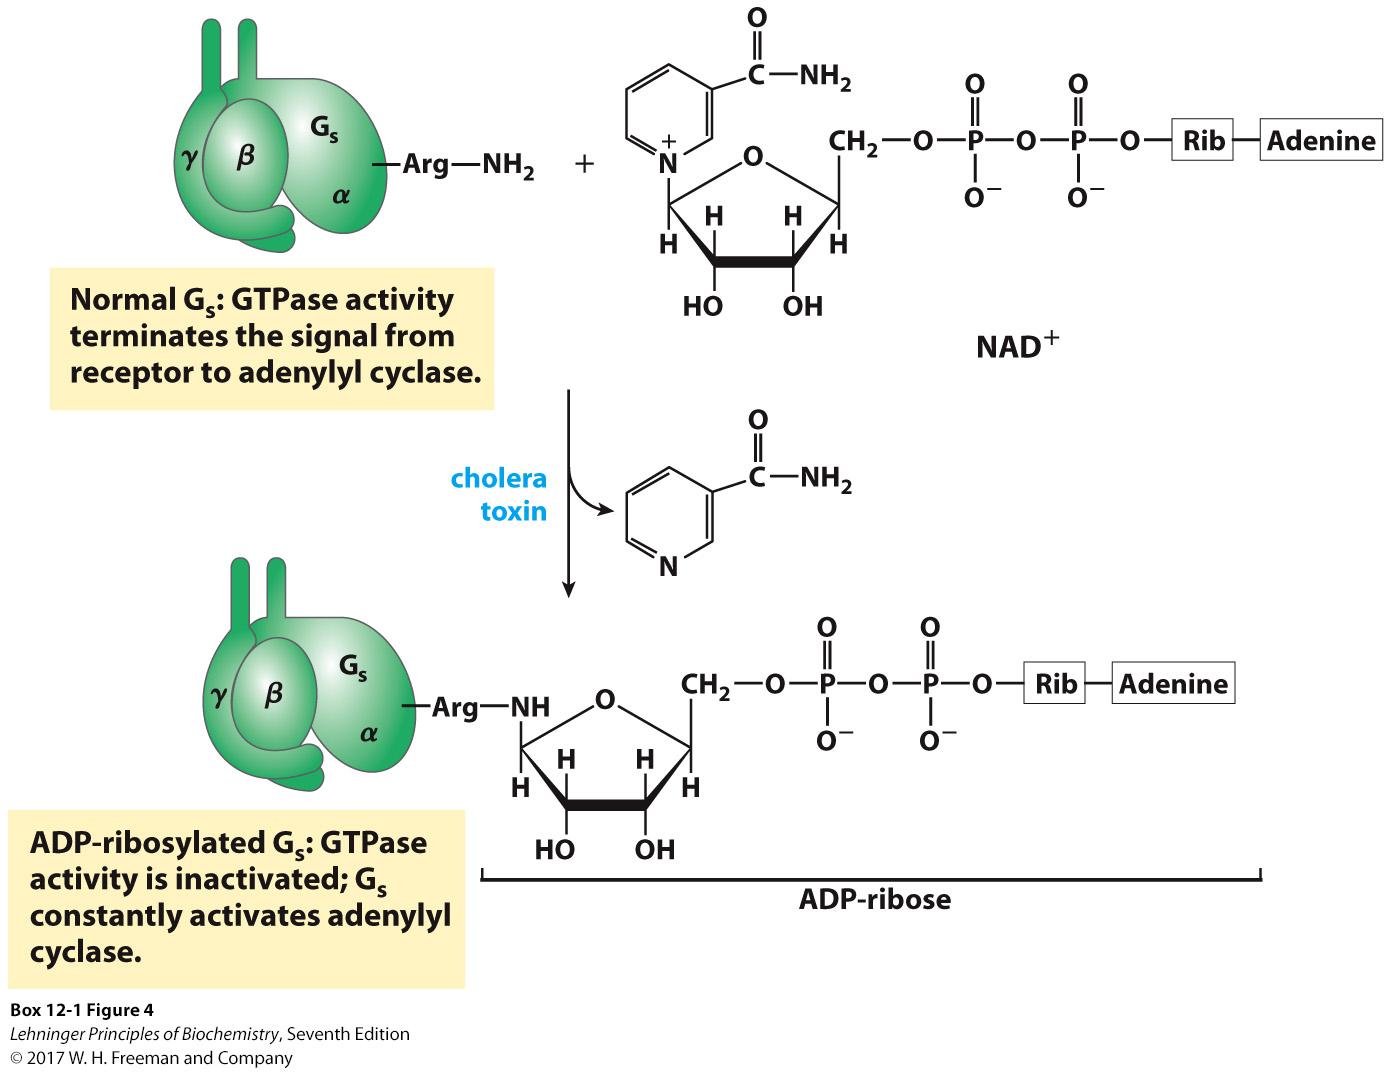 O
C—NH₂
O
O
γ
β
Gₛ
α
Arg—NH₂
+
N
+
O
CH₂—O—P—O—P—O—Rib—Adenine
O⁻
O⁻
H
H
H
H
HO
OH
NAD⁺
Normal Gₛ: GTPase activity
terminates the signal from
receptor to adenylyl cyclase.
O
C—NH₂
N
cholera
toxin
O
O
γ
β
Gₛ
α
Arg—NH
O
CH₂—O—P—O—P—O—Rib—Adenine
O⁻
O⁻
H
H
H
H
HO
OH
ADP-ribose
ADP-ribosylated Gₛ: GTPase
activity is inactivated; Gₛ
constantly activates adenylyl
cyclase.
Box 12-1 Figure 4
Lehninger Principles of Biochemistry, Seventh Edition
© 2017 W. H. Freeman and Company